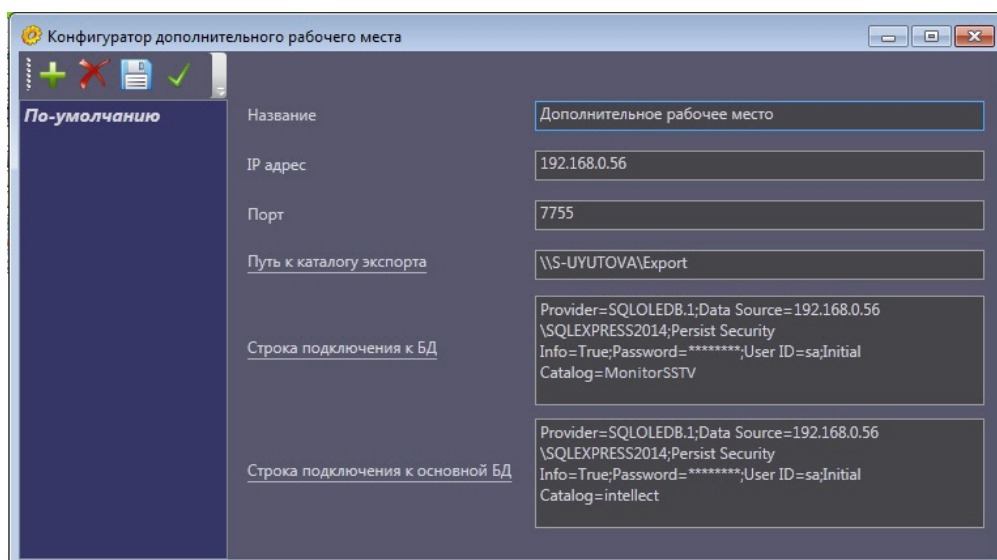 Конфигуратор дополнительного рабочего места
По-умолчанию
Название
Дополнительное рабочее место
IP адрес
192.168.0.56
Порт
7755
Путь к каталогу экспорта
\\S-UYUTOVA\Export
Строка подключения к БД
Provider=SQLOLEDB.1;Data Source=192.168.0.56
\SQLEXPRESS2014;Persist Security
Info=True;Password=********;User ID=sa;Initial
Catalog=MonitorSSTV
Строка подключения к основной БД
Provider=SQLOLEDB.1;Data Source=192.168.0.56
\SQLEXPRESS2014;Persist Security
Info=True;Password=********;User ID=sa;Initial
Catalog=intellect